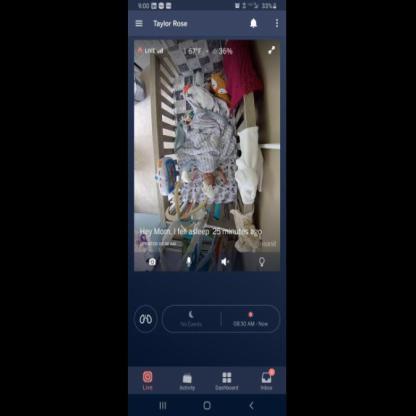 9:00
33%
Taylor Rose
LIVE
67°F
36%
Hey Mom, I fell asleep 25 minutes ago
No Events
08:30 AM - Now
Live
Activity
Dashboard
Inbox